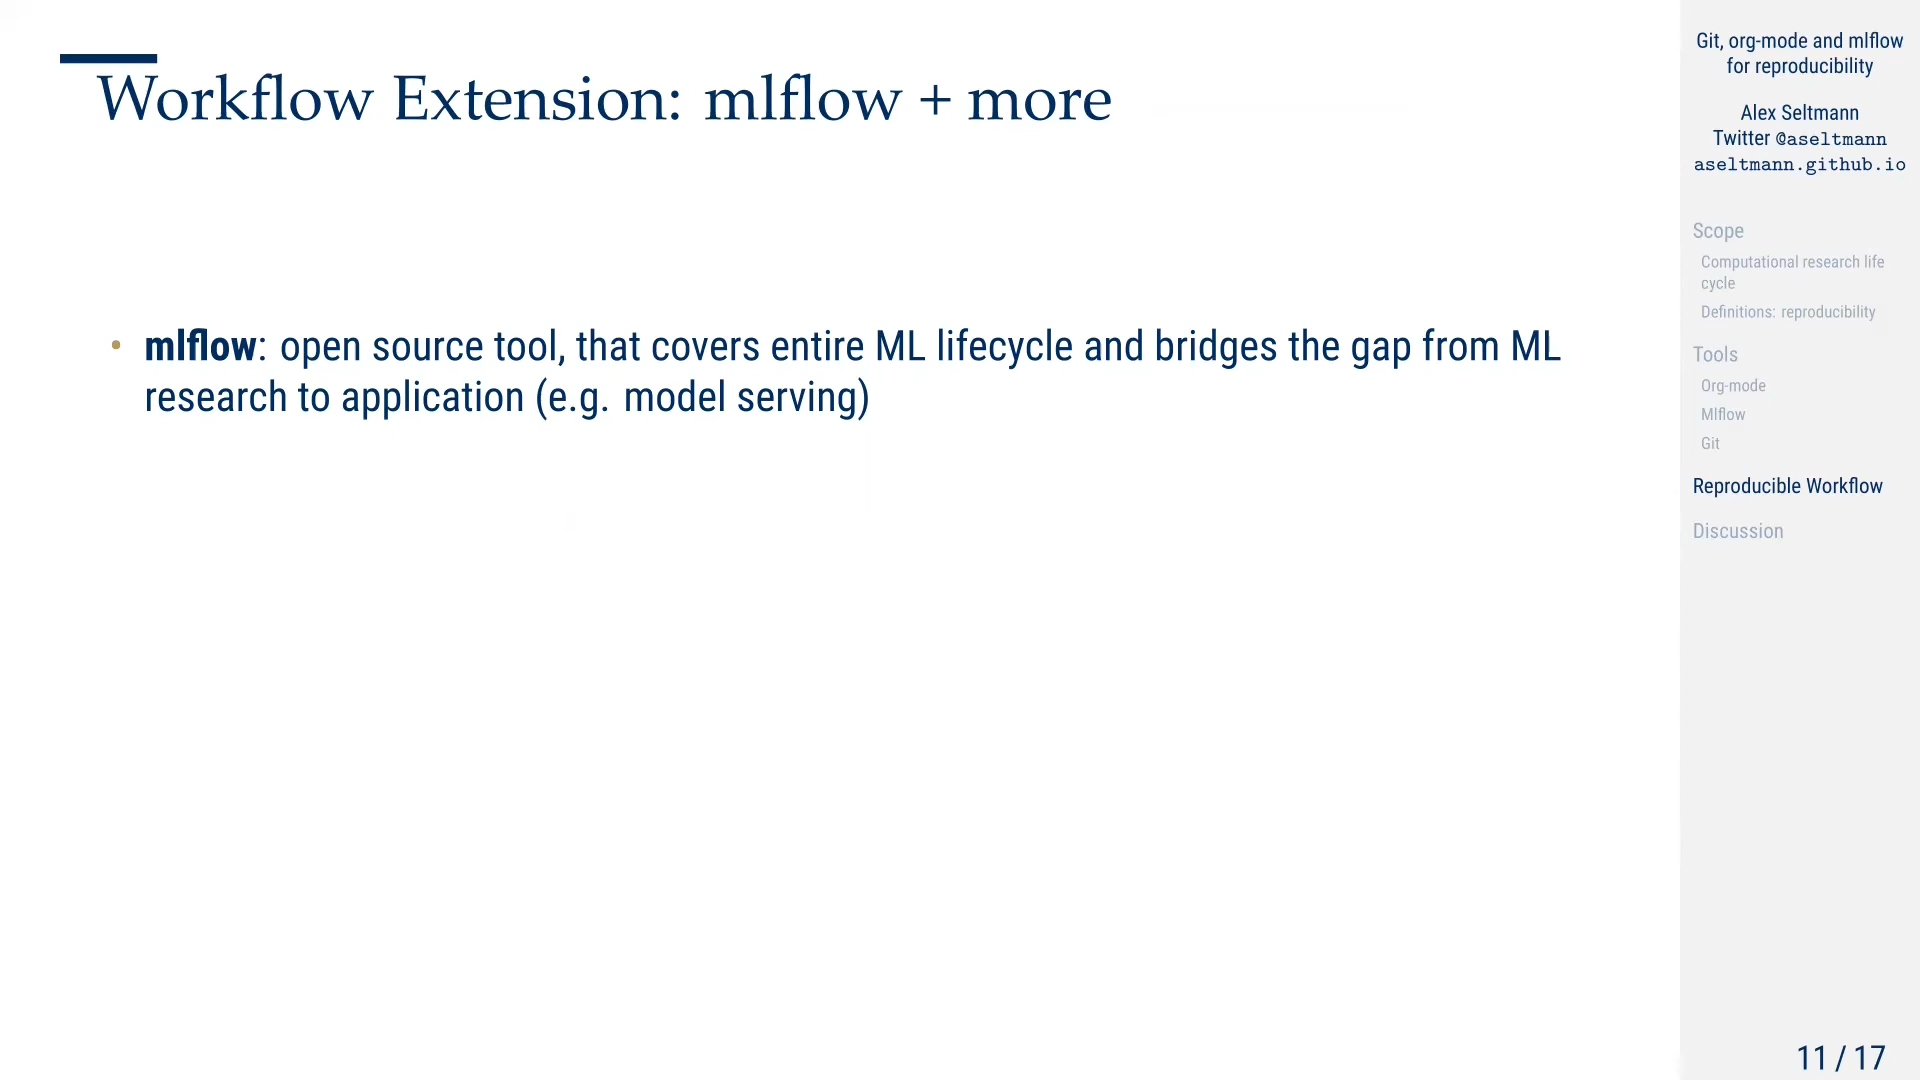 Workflow Extension: mlflow + more
• mlflow: open source tool, that covers entire ML lifecycle and bridges the gap from ML
research to application (e.g. model serving)
Git, org-mode and mlflow
for reproducibility
Alex Seltmann
Twitter @aseltmann
aseltmann.github.io
Scope
Computational research life
cycle
Definitions: reproducibility
Tools
Org-mode
Mlflow
Git
Reproducible Workflow
Discussion
11 / 17